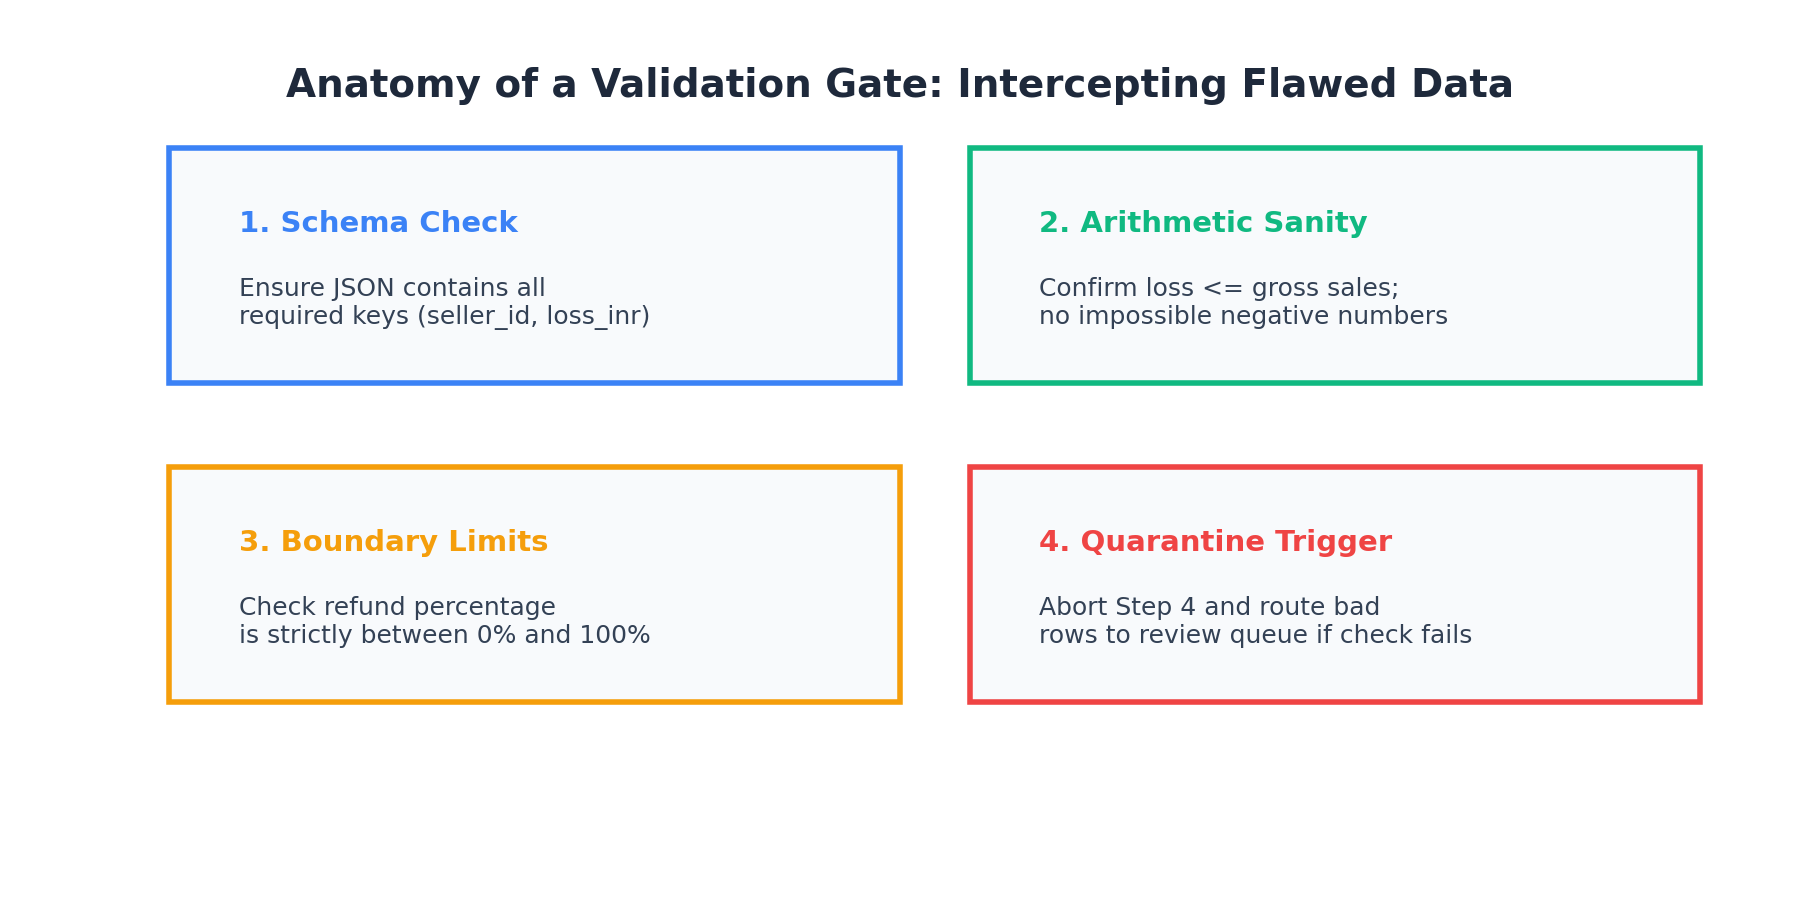 Anatomy of a Validation Gate: Intercepting Flawed Data
1. Schema Check
Ensure JSON contains all
required keys (seller_id, loss_inr)
2. Arithmetic Sanity
Confirm loss <= gross sales;
no impossible negative numbers
3. Boundary Limits
Check refund percentage
is strictly between 0% and 100%
4. Quarantine Trigger
Abort Step 4 and route bad
rows to review queue if check fails